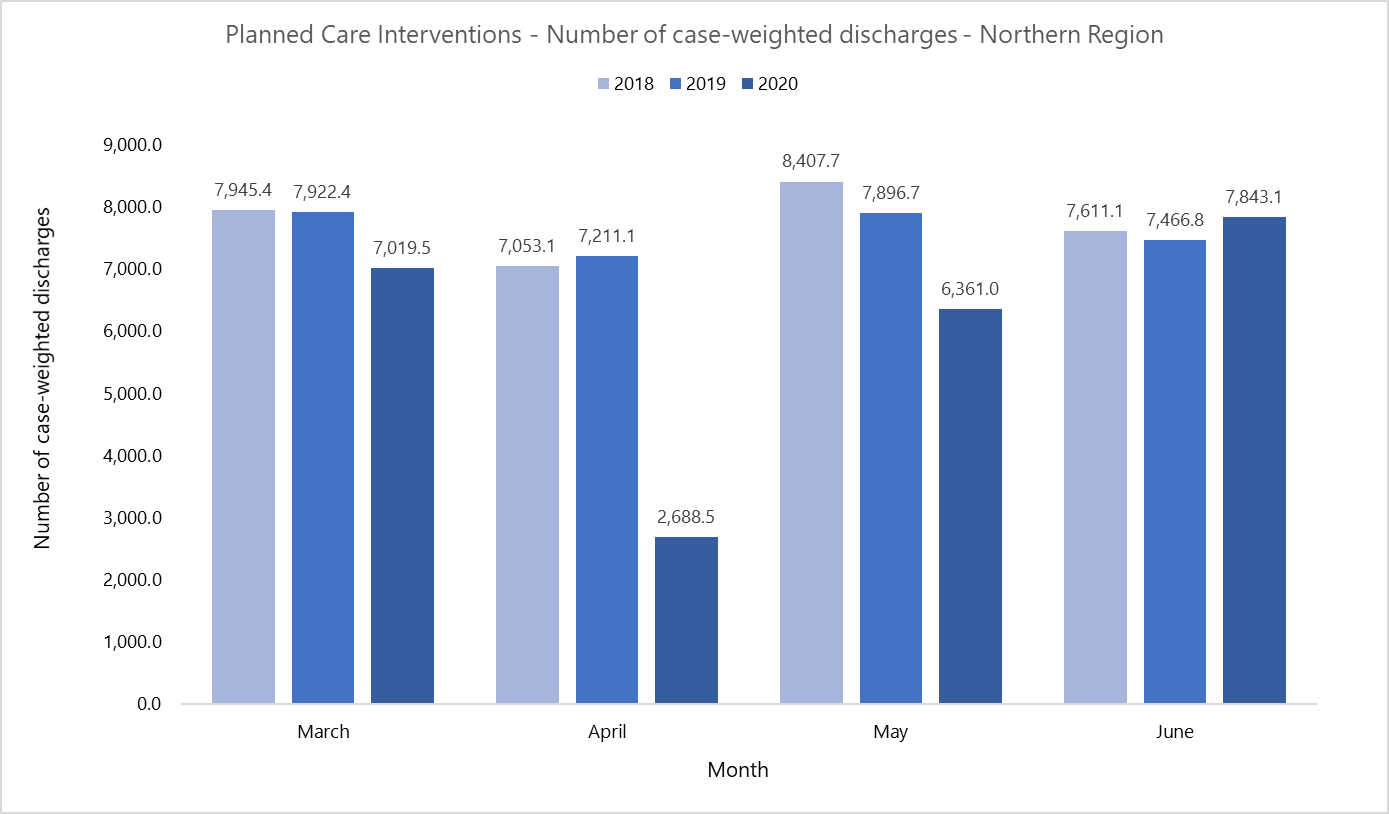 Planned Care Interventions - Number of case-weighted discharges - Northern Region
2018 2019 2020
Number of case-weighted discharges
9,000.0
8,000.0
7,000.0
6,000.0
5,000.0
4,000.0
3,000.0
2,000.0
1,000.0
0.0
7,945.4 7,922.4 7,019.5
7,053.1 7,211.1 2,688.5
8,407.7 7,896.7 6,361.0
7,611.1 7,466.8 7,843.1
March April May June
Month